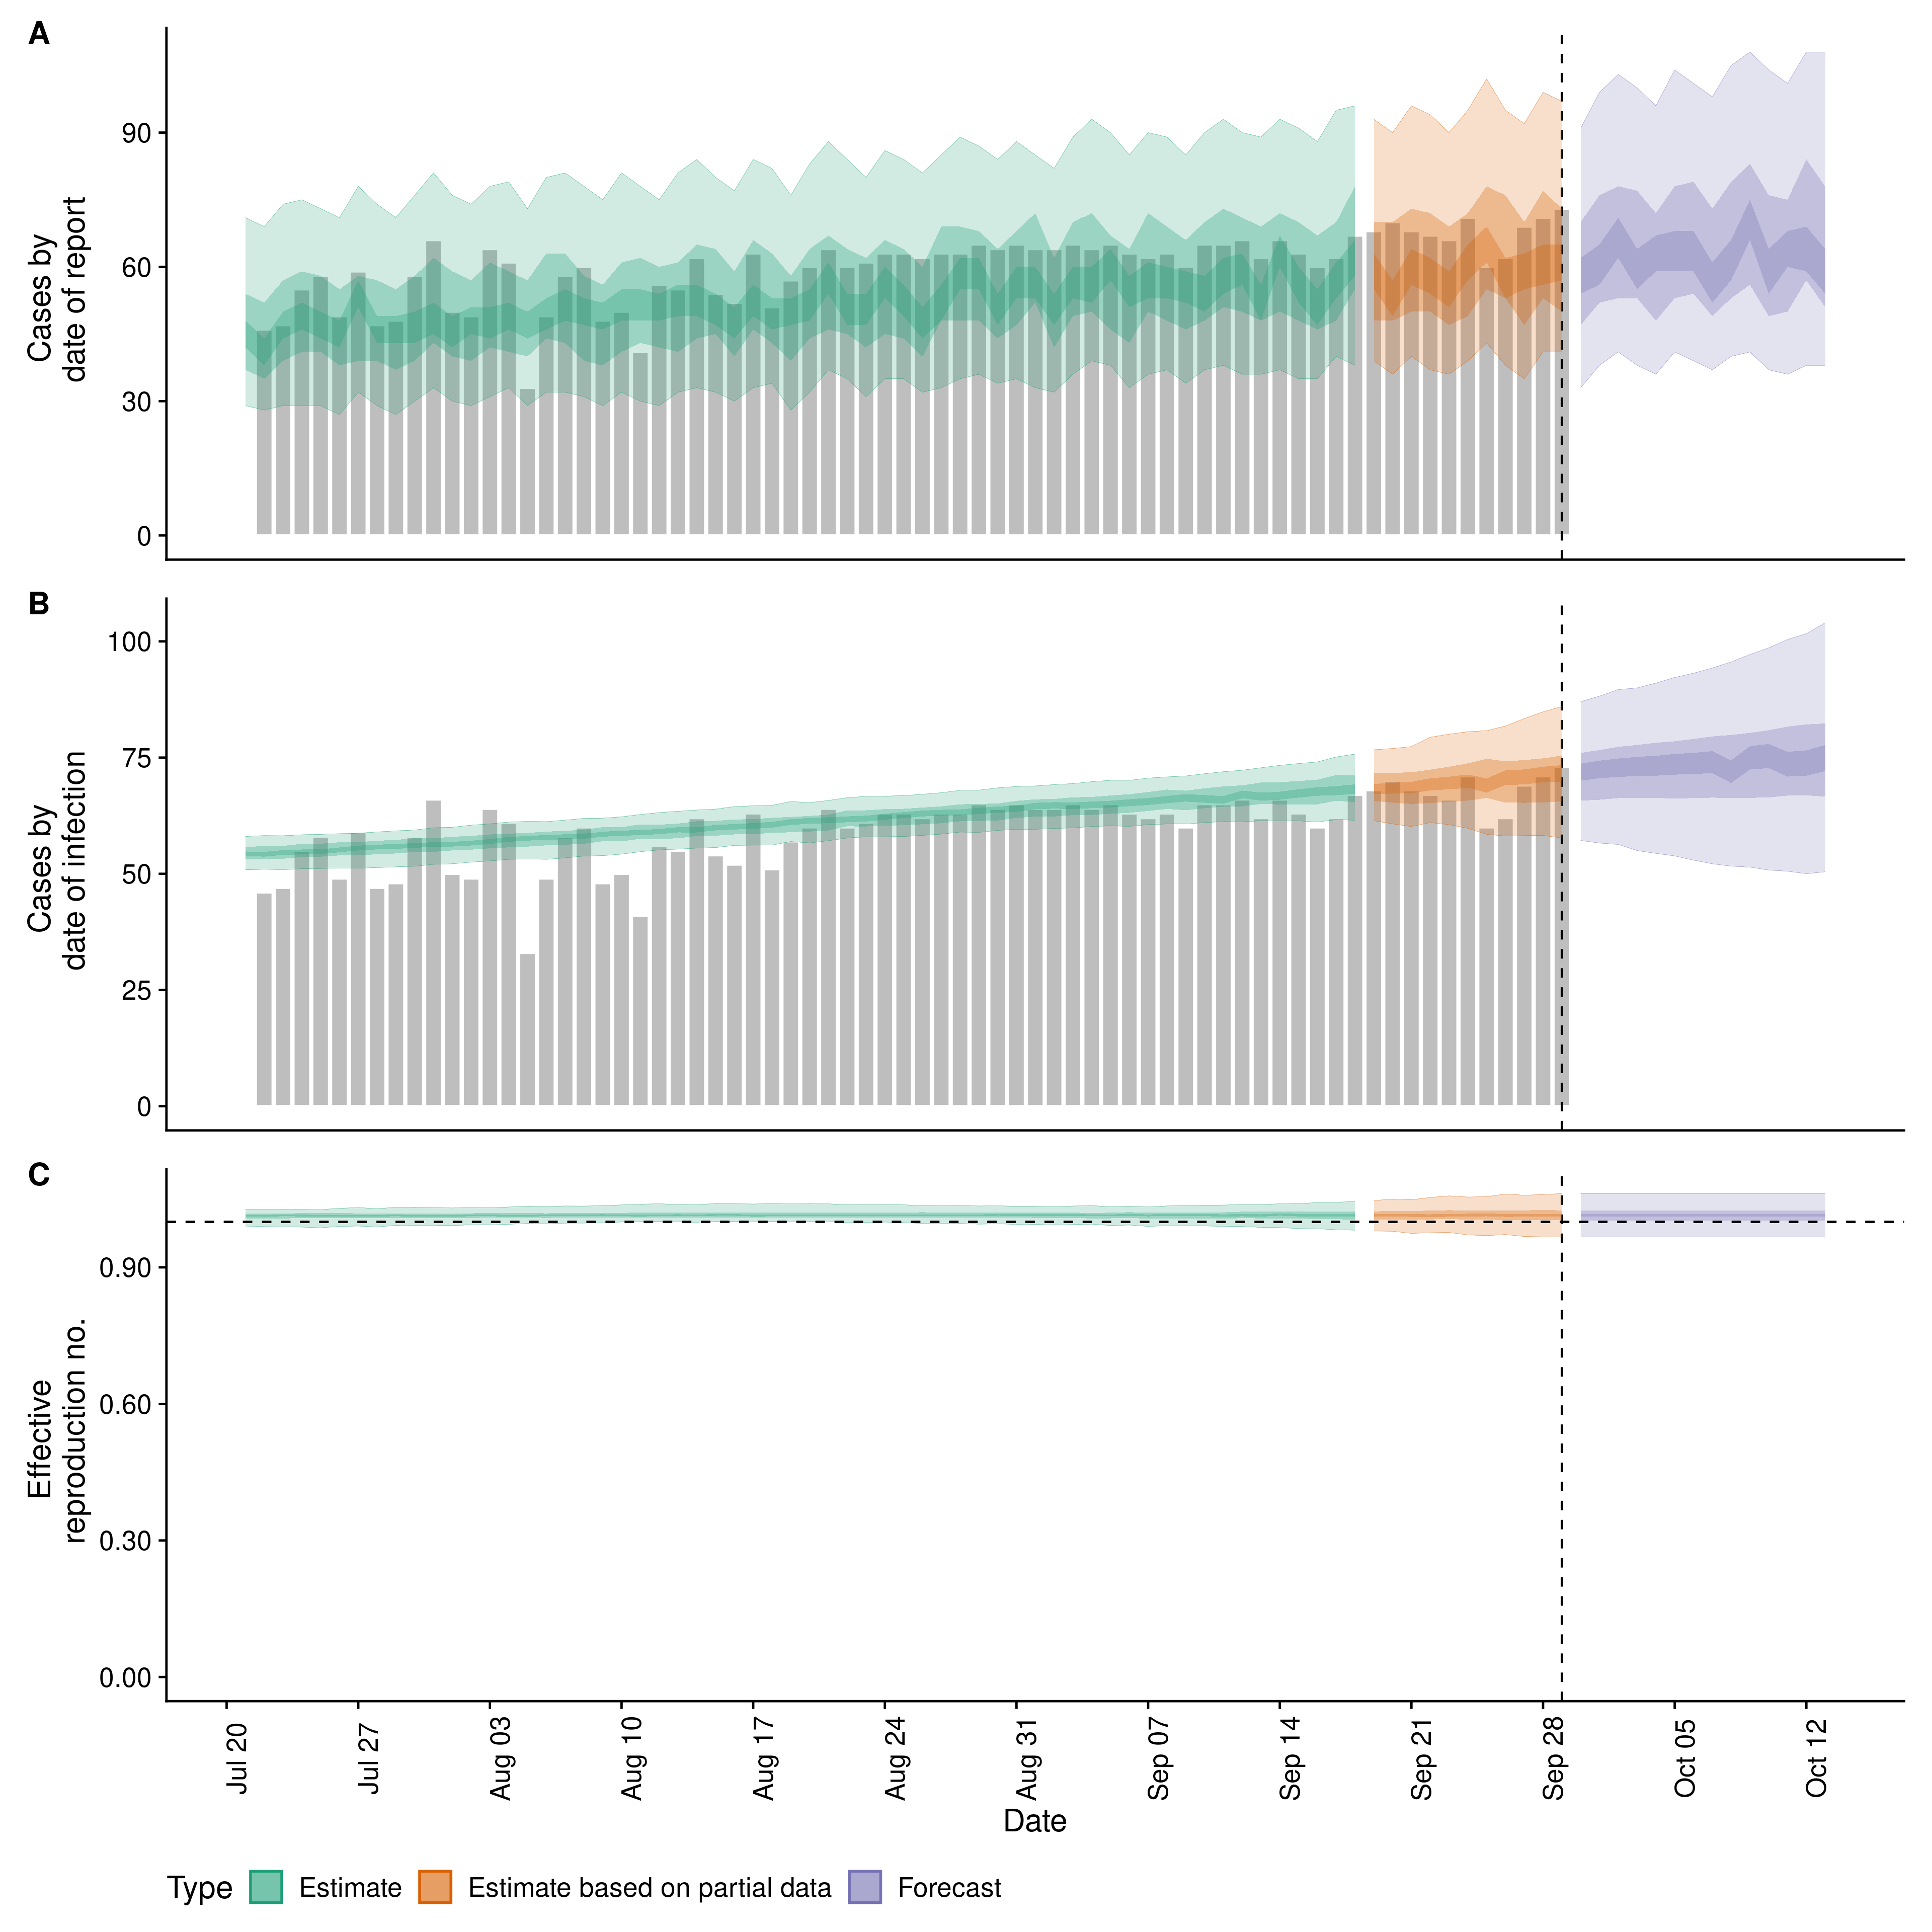 A
Cases by
date of report
90
60
30
0
B
Cases by
date of infection
100
75
50
25
0
C
Effective
reproduction no.
0.90
0.60
0.30
0.00
Jul 20
Jul 27
Aug 03
Aug 10
Aug 17
Aug 24
Aug 31
Sep 07
Sep 14
Sep 21
Sep 28
Oct 05
Oct 12
Date
Type
Estimate
Estimate based on partial data
Forecast